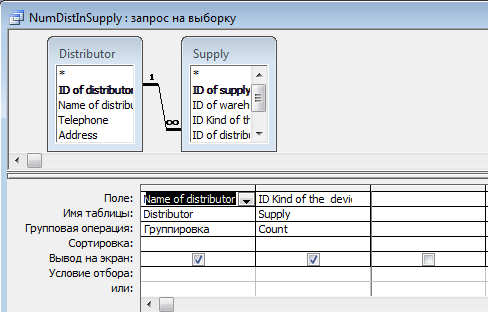 NumDistInSupply : запрос на выборку
Distributor
*
ID of distributor
Name of distribu
Telephone
Address
1
∞
Supply
*
ID of supply
ID of wareh
ID Kind of th
ID of distribu
Поле: Name of distributor ID Kind of the devic
Имя таблицы: Distributor Supply
Групповая операция: Группировка Count
Сортировка:
Вывод на экран:
Условие отбора:
или: